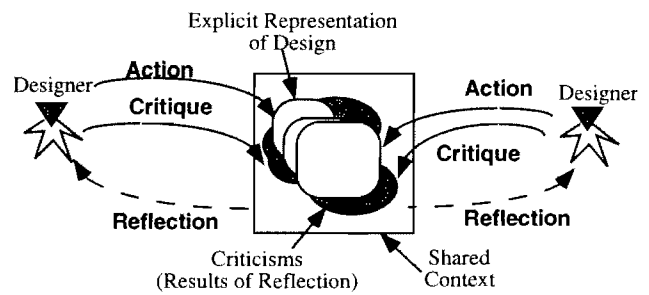 Explicit Representation
of Design
Designer
Action
Critique
Reflection
Action
Designer
Critique
Reflection
Criticisms
(Results of Reflection)
Shared
Context